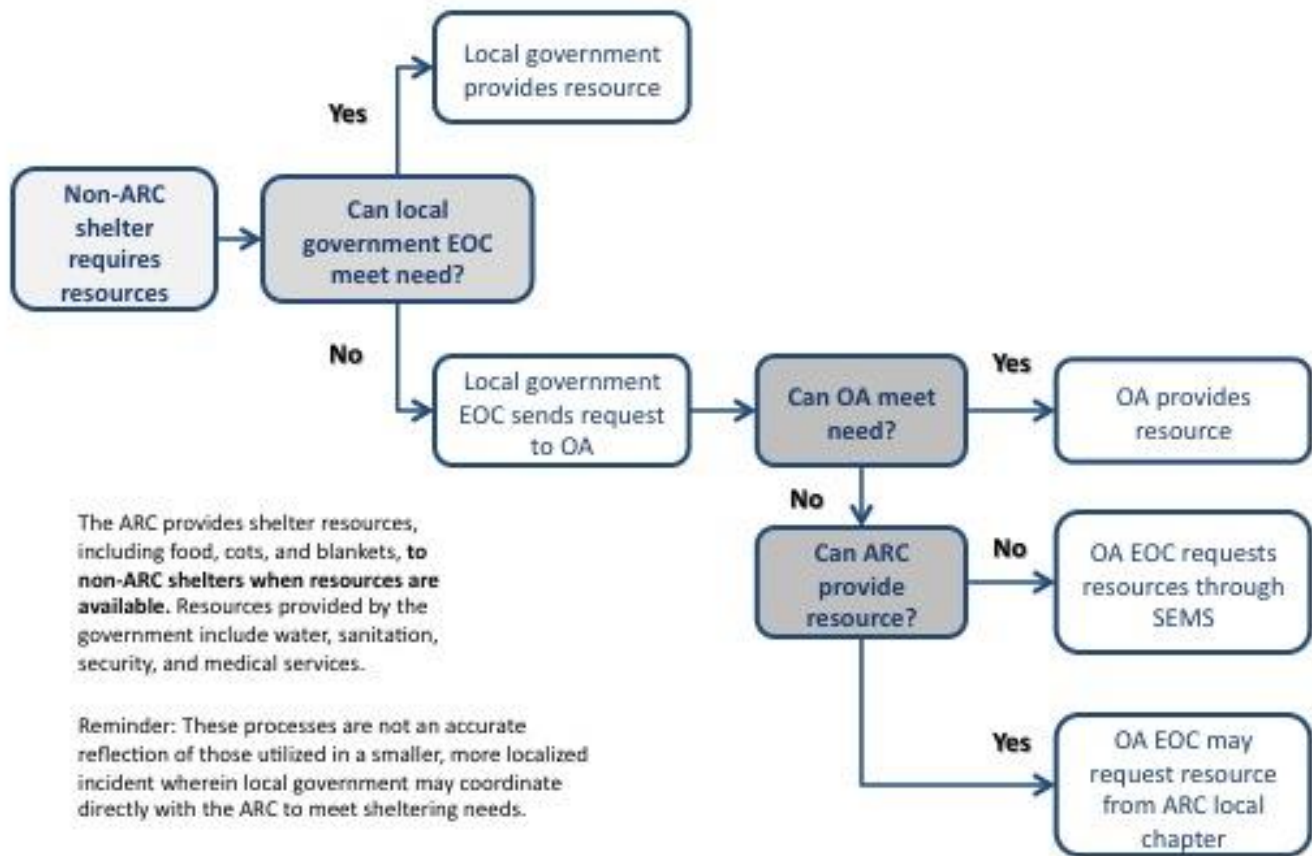 Local government
provides resource
Yes
Non-ARC
shelter
requires
resources
Can local
government EOC
meet need?
No
Local government
EOC sends request
to OA
Can OA meet
need?
Yes
OA provides
resource
No
Can ARC
provide
resource?
No
OA EOC requests
resources through
SEMS
Yes
OA EOC may
request resource
from ARC local
chapter
The ARC provides shelter resources,
including food, cots, and blankets, to
non-ARC shelters when resources are
available. Resources provided by the
government include water, sanitation,
security, and medical services.
Reminder: These processes are not an accurate
reflection of those utilized in a smaller, more localized
incident wherein local government may coordinate
directly with the ARC to meet sheltering needs.